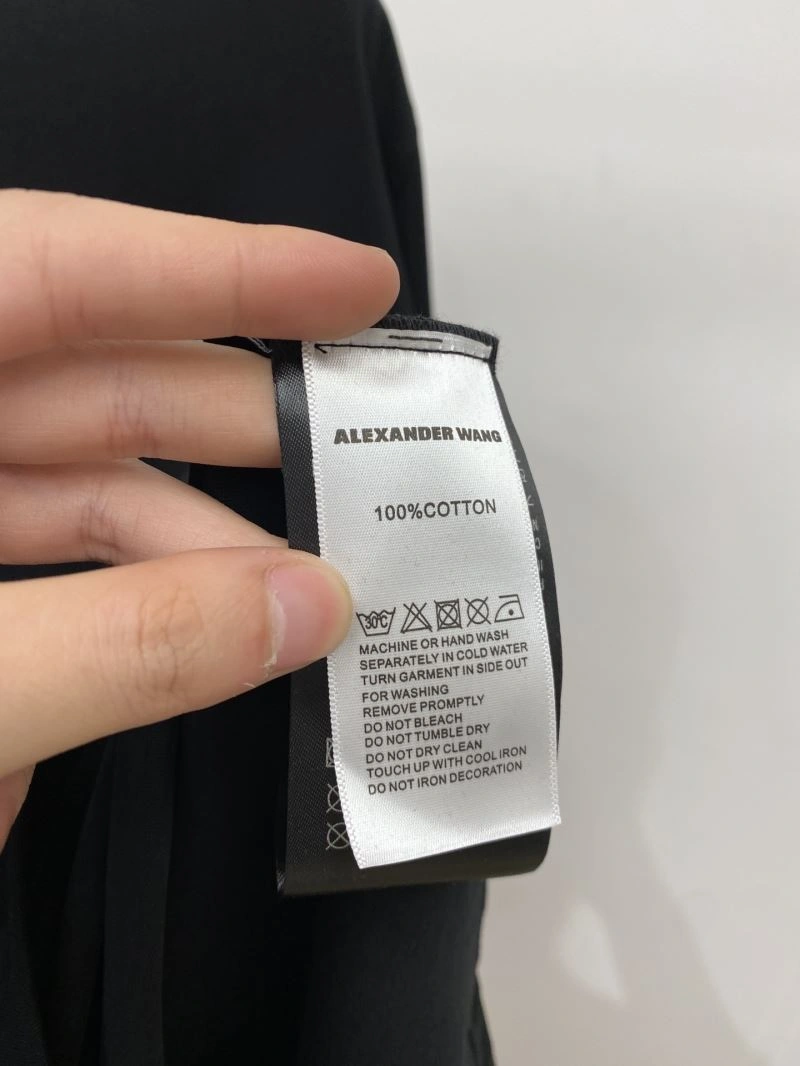 ALEXANDER WANG
100%COTTON
30°C
MACHINE OR HAND WASH
SEPARATELY IN COLD WATER
TURN GARMENT IN SIDE OUT
FOR WASHING
REMOVE PROMPTLY
DO NOT BLEACH
DO NOT TUMBLE DRY
DO NOT DRY CLEAN
TOUCH UP WITH COOL IRON
DO NOT IRON DECORATION